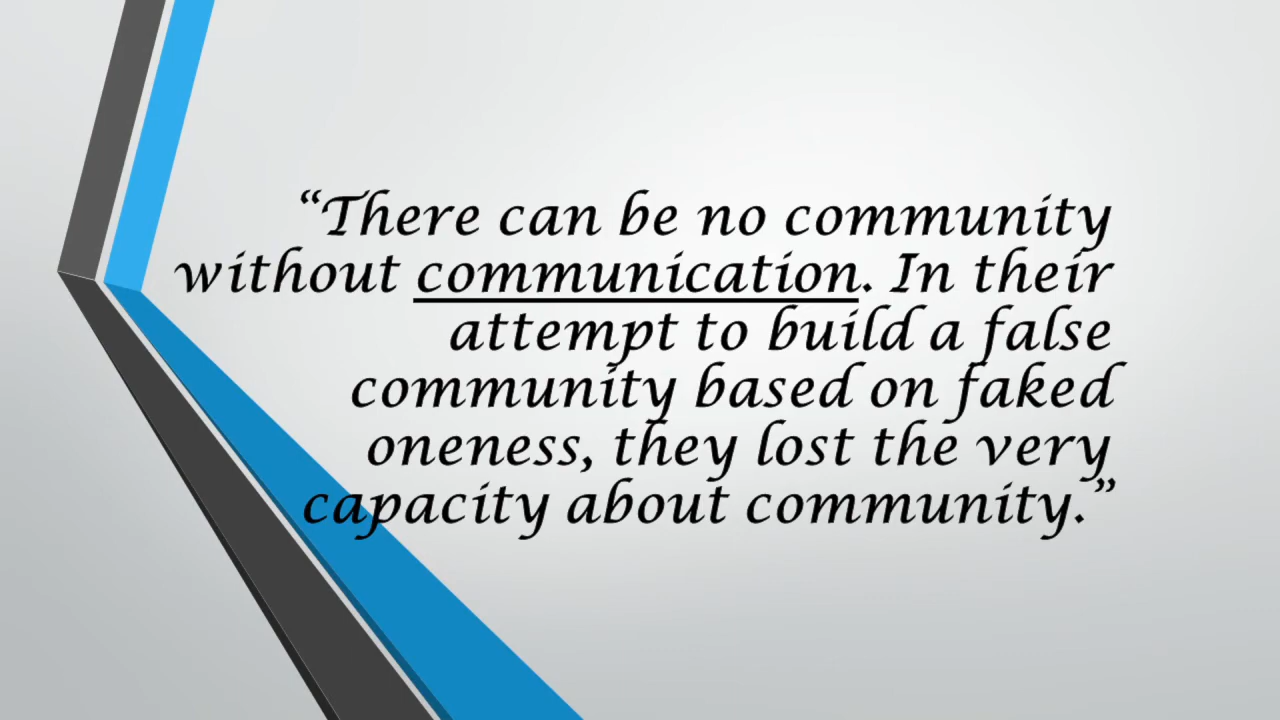 “There can be no community
without communication. In their
attempt to build a false
community based on faked
oneness, they lost the very
capacity about community.”